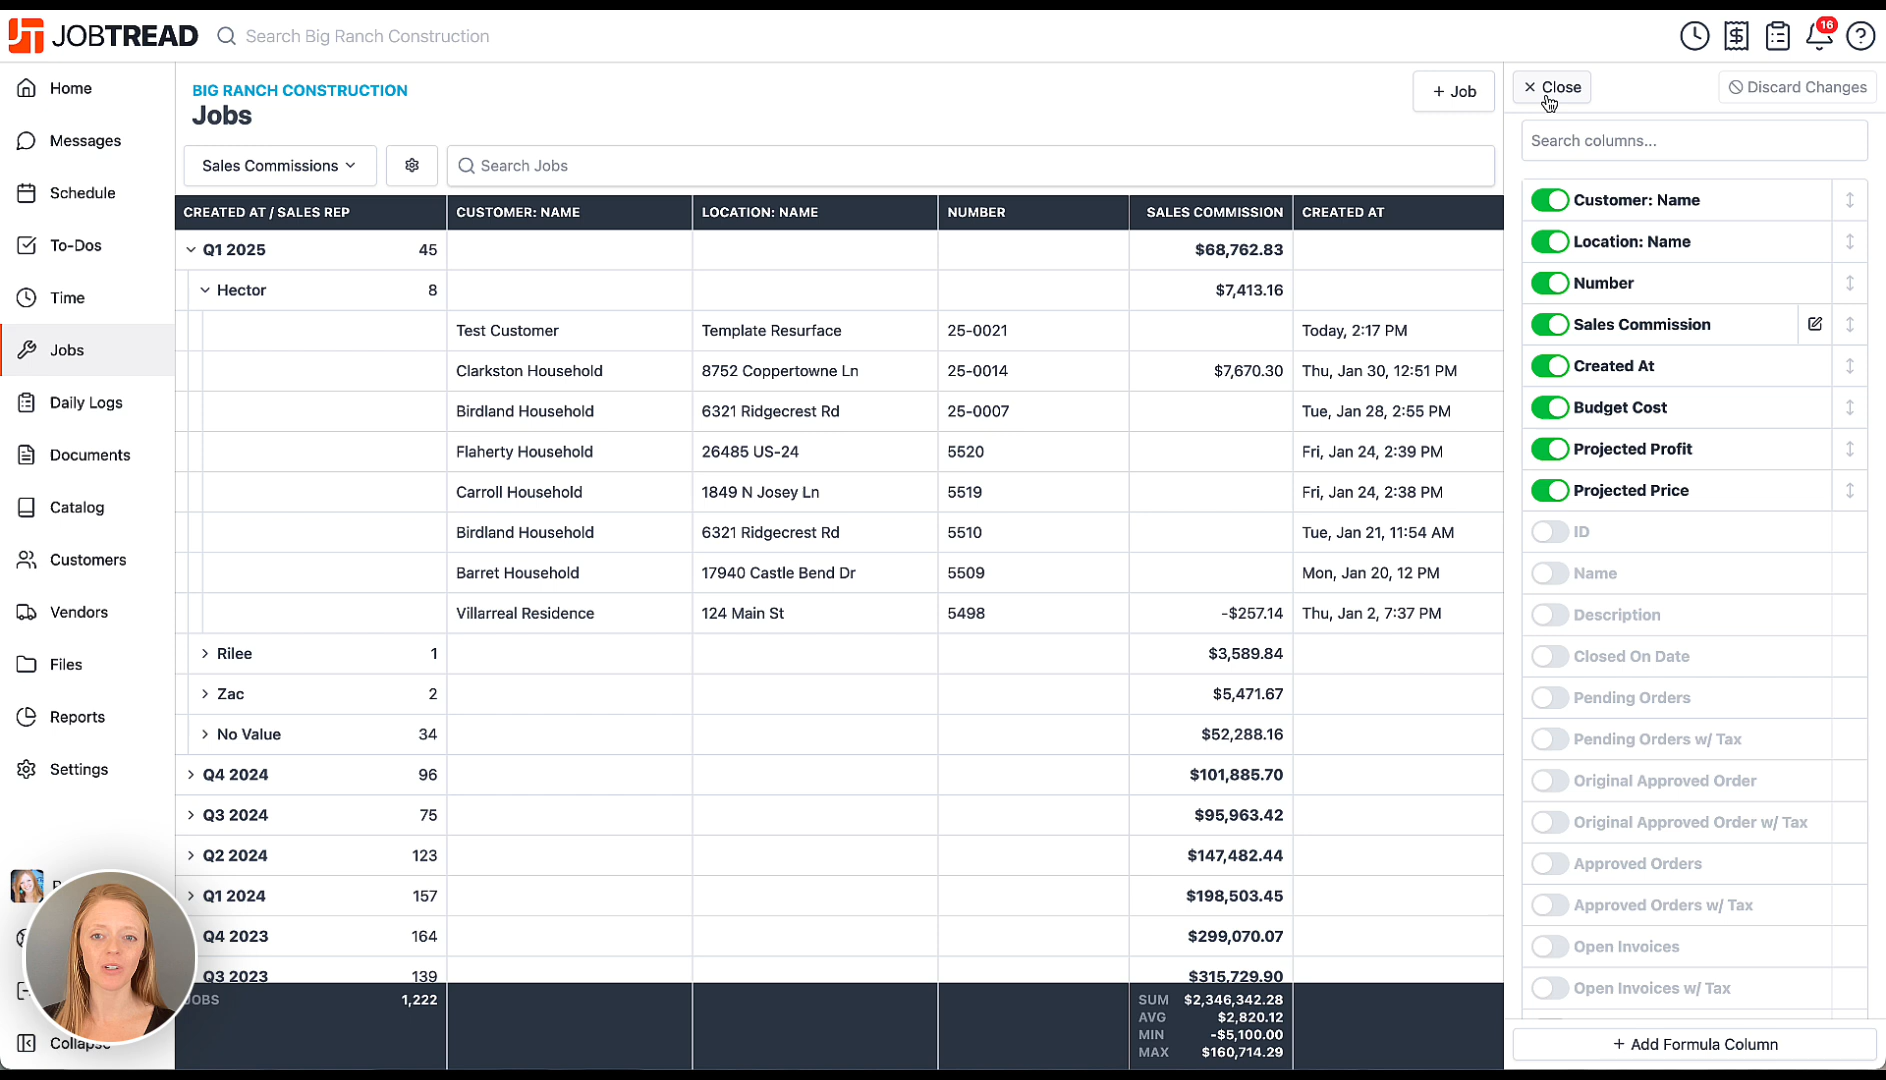 JOBTREAD
Search Big Ranch Construction
16
Home
Messages
Schedule
To-Dos
Time
Jobs
Daily Logs
Documents
Catalog
Customers
Vendors
Files
Reports
Settings
Collapse
BIG RANCH CONSTRUCTION
Jobs
+ Job
Sales Commissions
Search Jobs
CREATED AT / SALES REP CUSTOMER: NAME LOCATION: NAME NUMBER SALES COMMISSION CREATED AT
Q1 2025 45 $68,762.83
Hector 8 $7,413.16
Test Customer Template Resurface 25-0021 Today, 2:17 PM
Clarkston Household 8752 Coppertowne Ln 25-0014 $7,670.30 Thu, Jan 30, 12:51 PM
Birdland Household 6321 Ridgecrest Rd 25-0007 Tue, Jan 28, 2:55 PM
Flaherty Household 26485 US-24 5520 Fri, Jan 24, 2:39 PM
Carroll Household 1849 N Josey Ln 5519 Fri, Jan 24, 2:38 PM
Birdland Household 6321 Ridgecrest Rd 5510 Tue, Jan 21, 11:54 AM
Barret Household 17940 Castle Bend Dr 5509 Mon, Jan 20, 12 PM
Villarreal Residence 124 Main St 5498 -$257.14 Thu, Jan 2, 7:37 PM
Rilee 1 $3,589.84
Zac 2 $5,471.67
No Value 34 $52,288.16
Q4 2024 96 $101,885.70
Q3 2024 75 $95,963.42
Q2 2024 123 $147,482.44
Q1 2024 157 $198,503.45
Q4 2023 164 $299,070.07
Q3 2023 139 $315,729.90
JOBS 1,222 SUM $2,346,342.28
AVG $2,820.12
MIN -$5,100.00
MAX $160,714.29
Close
Discard Changes
Search columns...
Customer: Name
Location: Name
Number
Sales Commission
Created At
Budget Cost
Projected Profit
Projected Price
ID
Name
Description
Closed On Date
Pending Orders
Pending Orders w/ Tax
Original Approved Order
Original Approved Order w/ Tax
Approved Orders
Approved Orders w/ Tax
Open Invoices
Open Invoices w/ Tax
+ Add Formula Column